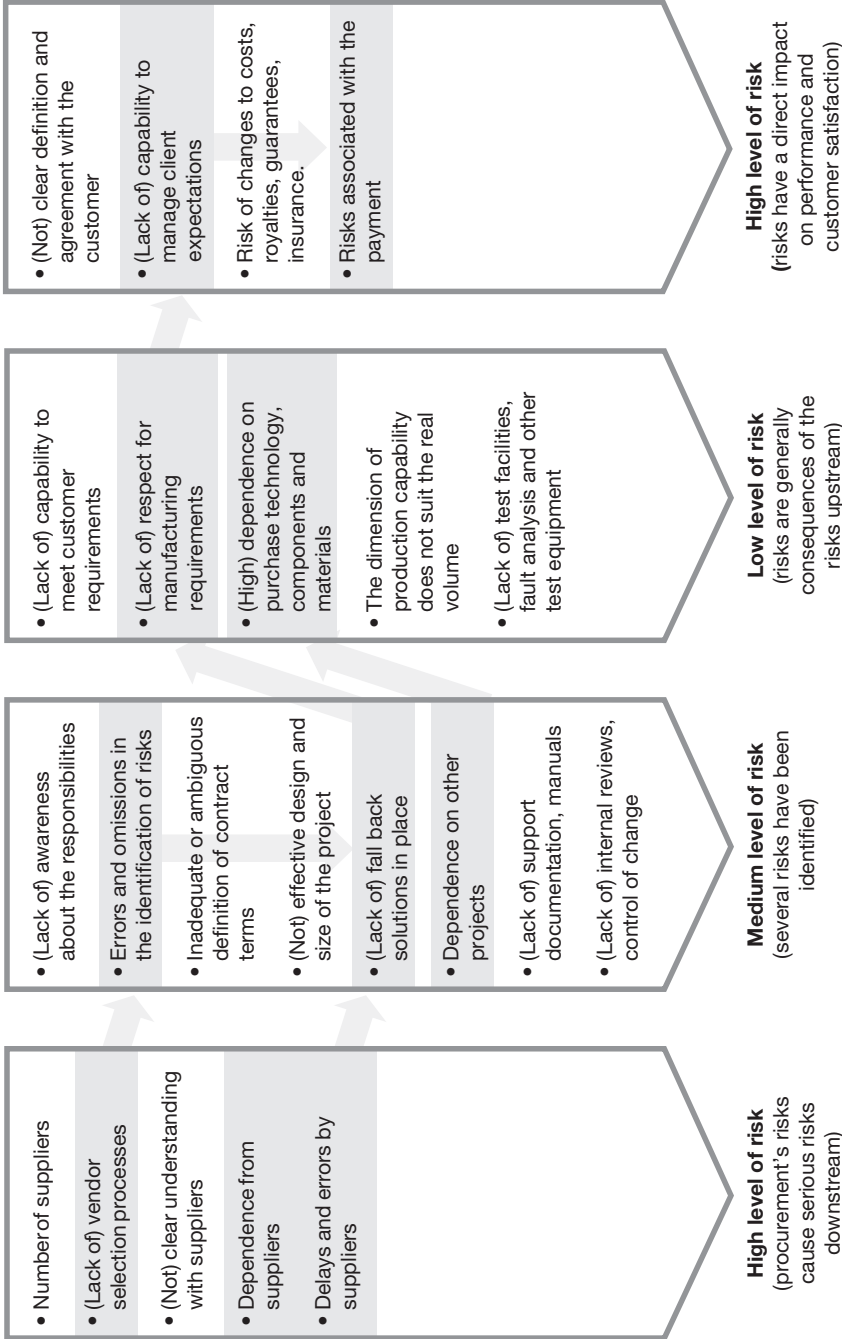 • Number of suppliers
• (Lack of) vendor
selection processes
• (Not) clear understanding
with suppliers
• Dependence from
suppliers
• Delays and errors by
suppliers
High level of risk
(procurement's risks
cause serious risks
downstream)
• (Lack of) awareness
about the responsibilities
• Errors and omissions in
the identification of risks
• Inadequate or ambiguous
definition of contract
terms
• (Not) effective design and
size of the project
• (Lack of) fall back
solutions in place
• Dependence on other
projects
• (Lack of) support
documentation, manuals
• (Lack of) internal reviews,
control of change
Medium level of risk
(several risks have been
identified)
• (Lack of) capability to
meet customer
requirements
• (Lack of) respect for
manufacturing
requirements
• (High) dependence on
purchase technology,
components and
materials
• The dimension of
production capability
does not suit the real
volume
• (Lack of) test facilities,
fault analysis and other
test equipment
Low level of risk
(risks are generally
consequences of the
risks upstream)
• (Not) clear definition and
agreement with the
customer
• (Lack of) capability to
manage client
expectations
• Risk of changes to costs,
royalties, guarantees,
insurance.
• Risks associated with the
payment
High level of risk
(risks have a direct impact
on performance and
customer satisfaction)